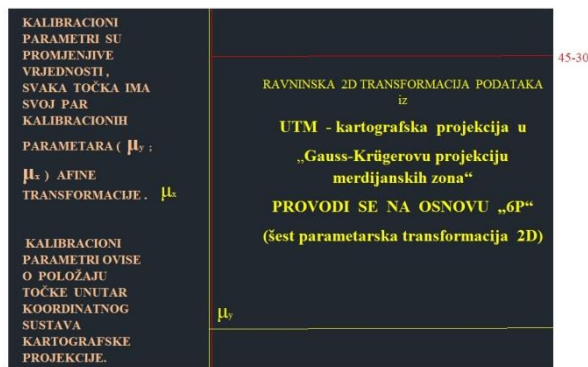 KALIBRACIONI
PARAMETRI SU
PROMJENJIVE
VRJEDNOSTI ,
SVAKA TOČKA IMA
SVOJ PAR
KALIBRACIONIH
PARAMETARA ( μy ;
μx ) AFINE
TRANSFORMACIJE .
μx
KALIBRACIONI
PARAMETRI OVISE
O POLOŽAJU
TOČKE UNUTAR
KOORDINATNOG
SUSTAVA
KARTOGRAFSKE
PROJEKCIJE.
45-30
RAVNINSKA 2D TRANSFORMACIJA PODATAKA
iz
UTM - kartografska projekcija u
„Gauss-Krügerovu projekciju
merdijanskih zona“
PROVODI SE NA OSNOVU „6P“
(šest parametarska transformacija 2D)
μy